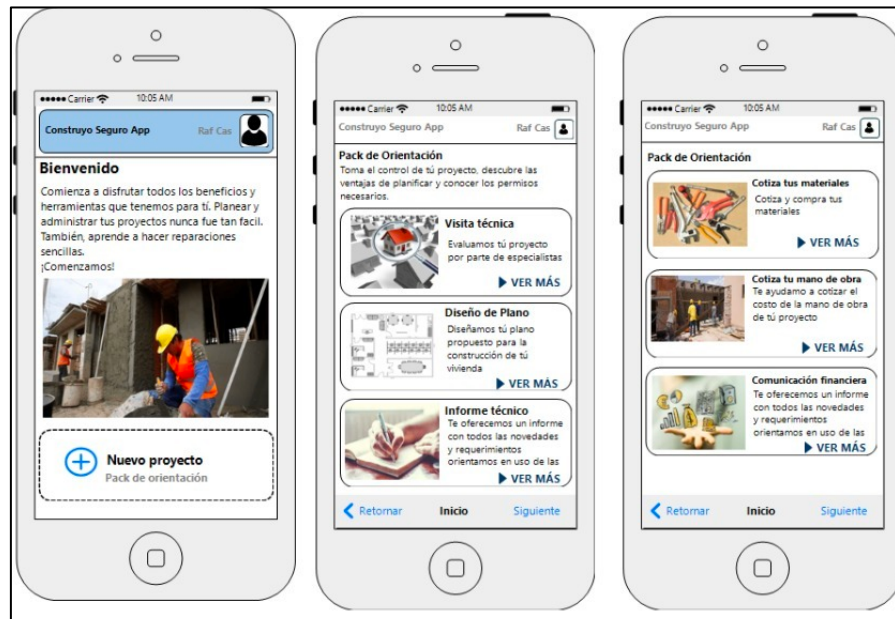 Carrier 10:05 AM
Construyo Seguro App Raf Cas
Bienvenido
Comienza a disfrutar todos los beneficios y
herramientas que tenemos para tí. Planear y
administrar tus proyectos nunca fue tan facil.
También, aprende a hacer reparaciones
sencillas.
¡Comenzamos!
Nuevo proyecto
Pack de orientación
Carrier 10:05 AM
Construyo Seguro App Raf Cas
Pack de Orientación
Toma el control de tú proyecto, descubre las
ventajas de planificar y conocer los permisos
necesarios.
Visita técnica
Evaluamos tú proyecto
por parte de especialistas
VER MÁS
Diseño de Plano
Diseñamos tú plano
propuesto para la
construcción de tú
vivienda
VER MÁS
Informe técnico
Te oferecemos un informe
con todos las novedades
y requerimientos
orientamos en uso de las
VER MÁS
Retornar Inicio Siguiente
Carrier 10:05 AM
Construyo Seguro App Raf Cas
Pack de Orientación
Cotiza tus materiales
Cotiza y compra tus
materiales
VER MÁS
Cotiza tu mano de obra
Te ayudamo a cotizar el
costo de la mano de obra
de tú proyecto
VER MÁS
Comunicación financiera
Te oferecemos un informe
con todos las novedades
y requerimientos
orientamos en uso de las
VER MÁS
Retornar Inicio Siguiente